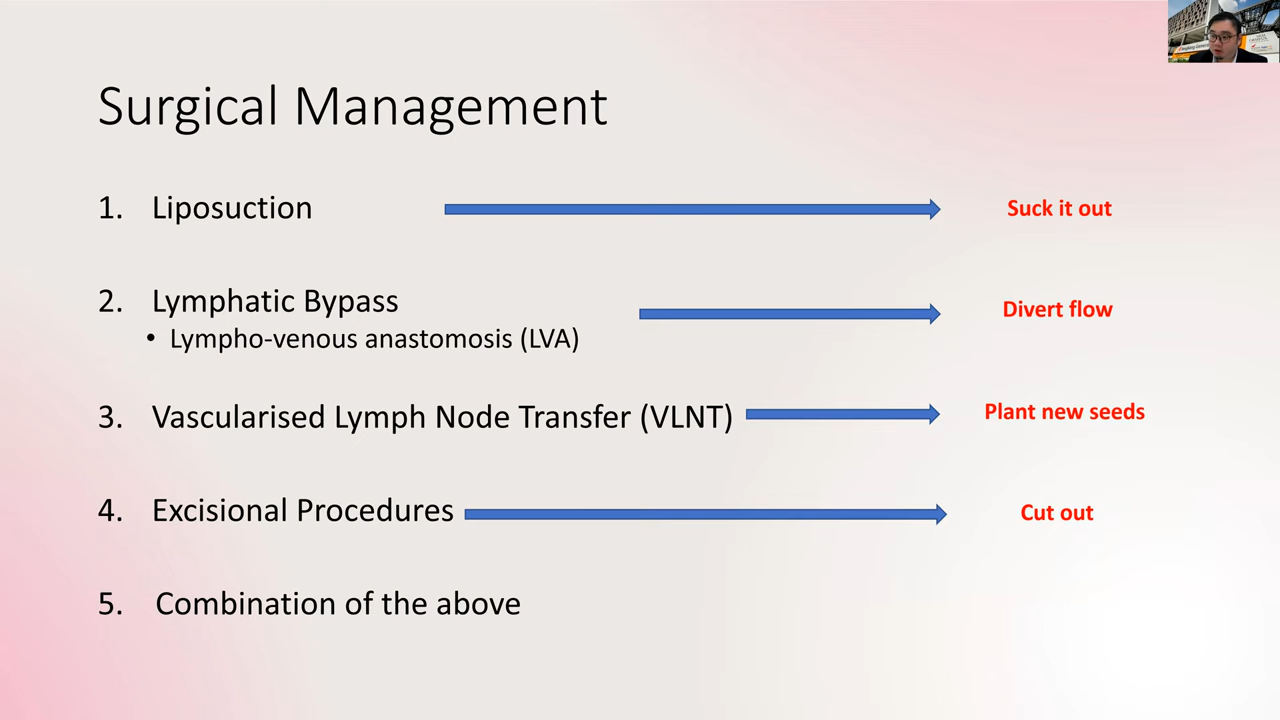 Surgical Management
1. Liposuction
Suck it out
2. Lymphatic Bypass
• Lympho-venous anastomosis (LVA)
Divert flow
3. Vascularised Lymph Node Transfer (VLNT)
Plant new seeds
4. Excisional Procedures
Cut out
5. Combination of the above